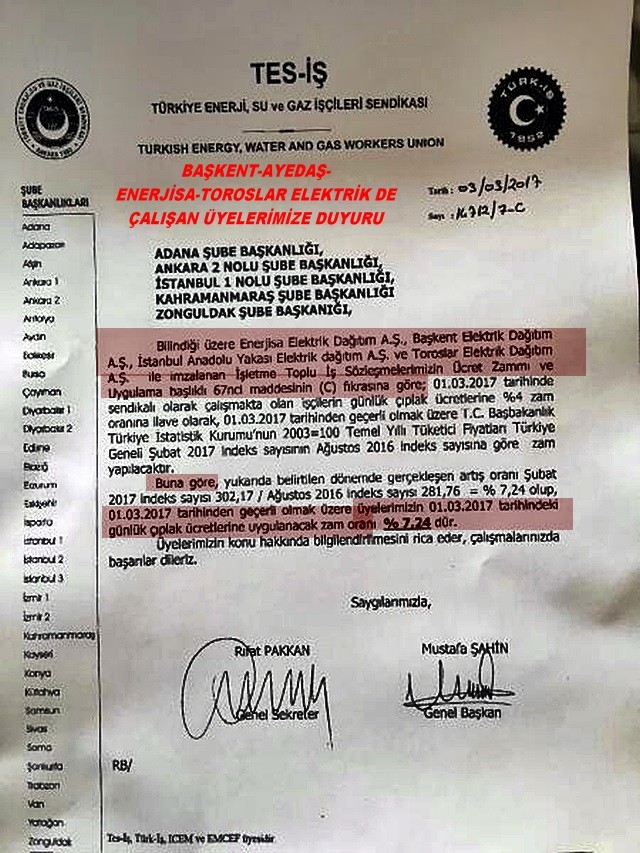 TES-İŞ
TÜRKİYE ENERJİ, SU ve GAZ İŞÇİLERİ SENDİKASI
TURKISH ENERGY, WATER AND GAS WORKERS UNION
TÜRK-İŞ
1952
BAŞKENT-AYEDAŞ-
ENERJİSA-TOROSLAR ELEKTRİK DE
ÇALIŞAN ÜYELERİMİZE DUYURU
Tarih : 03/03/2017
Sayı :
ŞUBE
BAŞKANLIKLARI
Adana
Adapazarı
Afşin
Ankara 1
Ankara 2
Antalya
Aydın
Balıkesir
Bursa
Çayırhan
Diyarbakır 1
Diyarbakır 2
Edirne
Elazığ
Erzurum
Eskişehir
Isparta
İstanbul 1
İstanbul 2
İstanbul 3
İzmir 1
İzmir 2
Kahramanmaraş
Kayseri
Konya
Kütahya
Samsun
Sivas
Soma
Şanlıurfa
Trabzon
Van
Yatağan
Zonguldak
ADANA ŞUBE BAŞKANLIĞI,
ANKARA 2 NOLU ŞUBE BAŞKANLIĞI,
İSTANBUL 1 NOLU ŞUBE BAŞKANLIĞI,
KAHRAMANMARAŞ ŞUBE BAŞKANLIĞI
ZONGULDAK ŞUBE BAŞKANIĞI,
Bilindiği üzere Enerjisa Elektrik Dağıtım A.Ş., Başkent Elektrik Dağıtım
A.Ş., İstanbul Anadolu Yakası Elektrik dağıtım A.Ş. ve Toroslar Elektrik Dağıtım
A.Ş. ile imzalanan İşletme Toplu İş Sözleşmelerimizin Ücret Zammı ve
Uygulama başlıklı 67nci maddesinin (C) fıkrasına göre; 01.03.2017 tarihinde
sendikalı olarak çalışmakta olan işçilerin günlük çıplak ücretlerine %4 zam
oranına ilave olarak, 01.03.2017 tarihinden geçerli olmak üzere T.C. Başbakanlık
Türkiye İstatistik Kurumu'nun 2003=100 Temel Yıllı Tüketici Fiyatları Türkiye
Geneli Şubat 2017 indeks sayısının Ağustos 2016 indeks sayısına göre zam
yapılacaktır.
Buna göre, yukarıda belirtilen dönemde gerçekleşen artış oranı Şubat
2017 indeks sayısı 302,17 / Ağustos 2016 indeks sayısı 281,76 = % 7,24 olup,
01.03.2017 tarihinden geçerli olmak üzere üyelerimizin 01.03.2017 tarihindeki
günlük çıplak ücretlerine uygulanacak zam oranı % 7.24 dür.
Üyelerimizin konu hakkında bilgilendirilmesini rica eder, çalışmalarınızda
başarılar dileriz.
Saygılarımızla,
Rifat PAKKAN
Genel Sekreter
Mustafa ŞAHİN
Genel Başkan
RB/
Tes-İş, Türk-İş, ICEM ve EMCEF üyesidir.